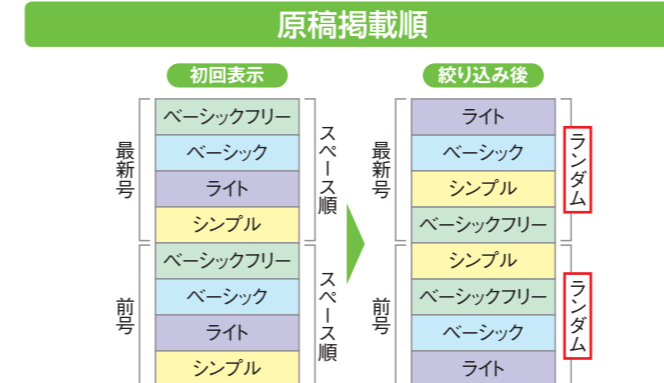 原稿掲載順
初回表示
最新号
ベーシックフリー
ベーシック
ライト
シンプル
スペース順
前号
ベーシックフリー
ベーシック
ライト
シンプル
スペース順
絞り込み後
最新号
ライト
ベーシック
シンプル
ベーシックフリー
ランダム
前号
シンプル
ベーシックフリー
ベーシック
ライト
ランダム